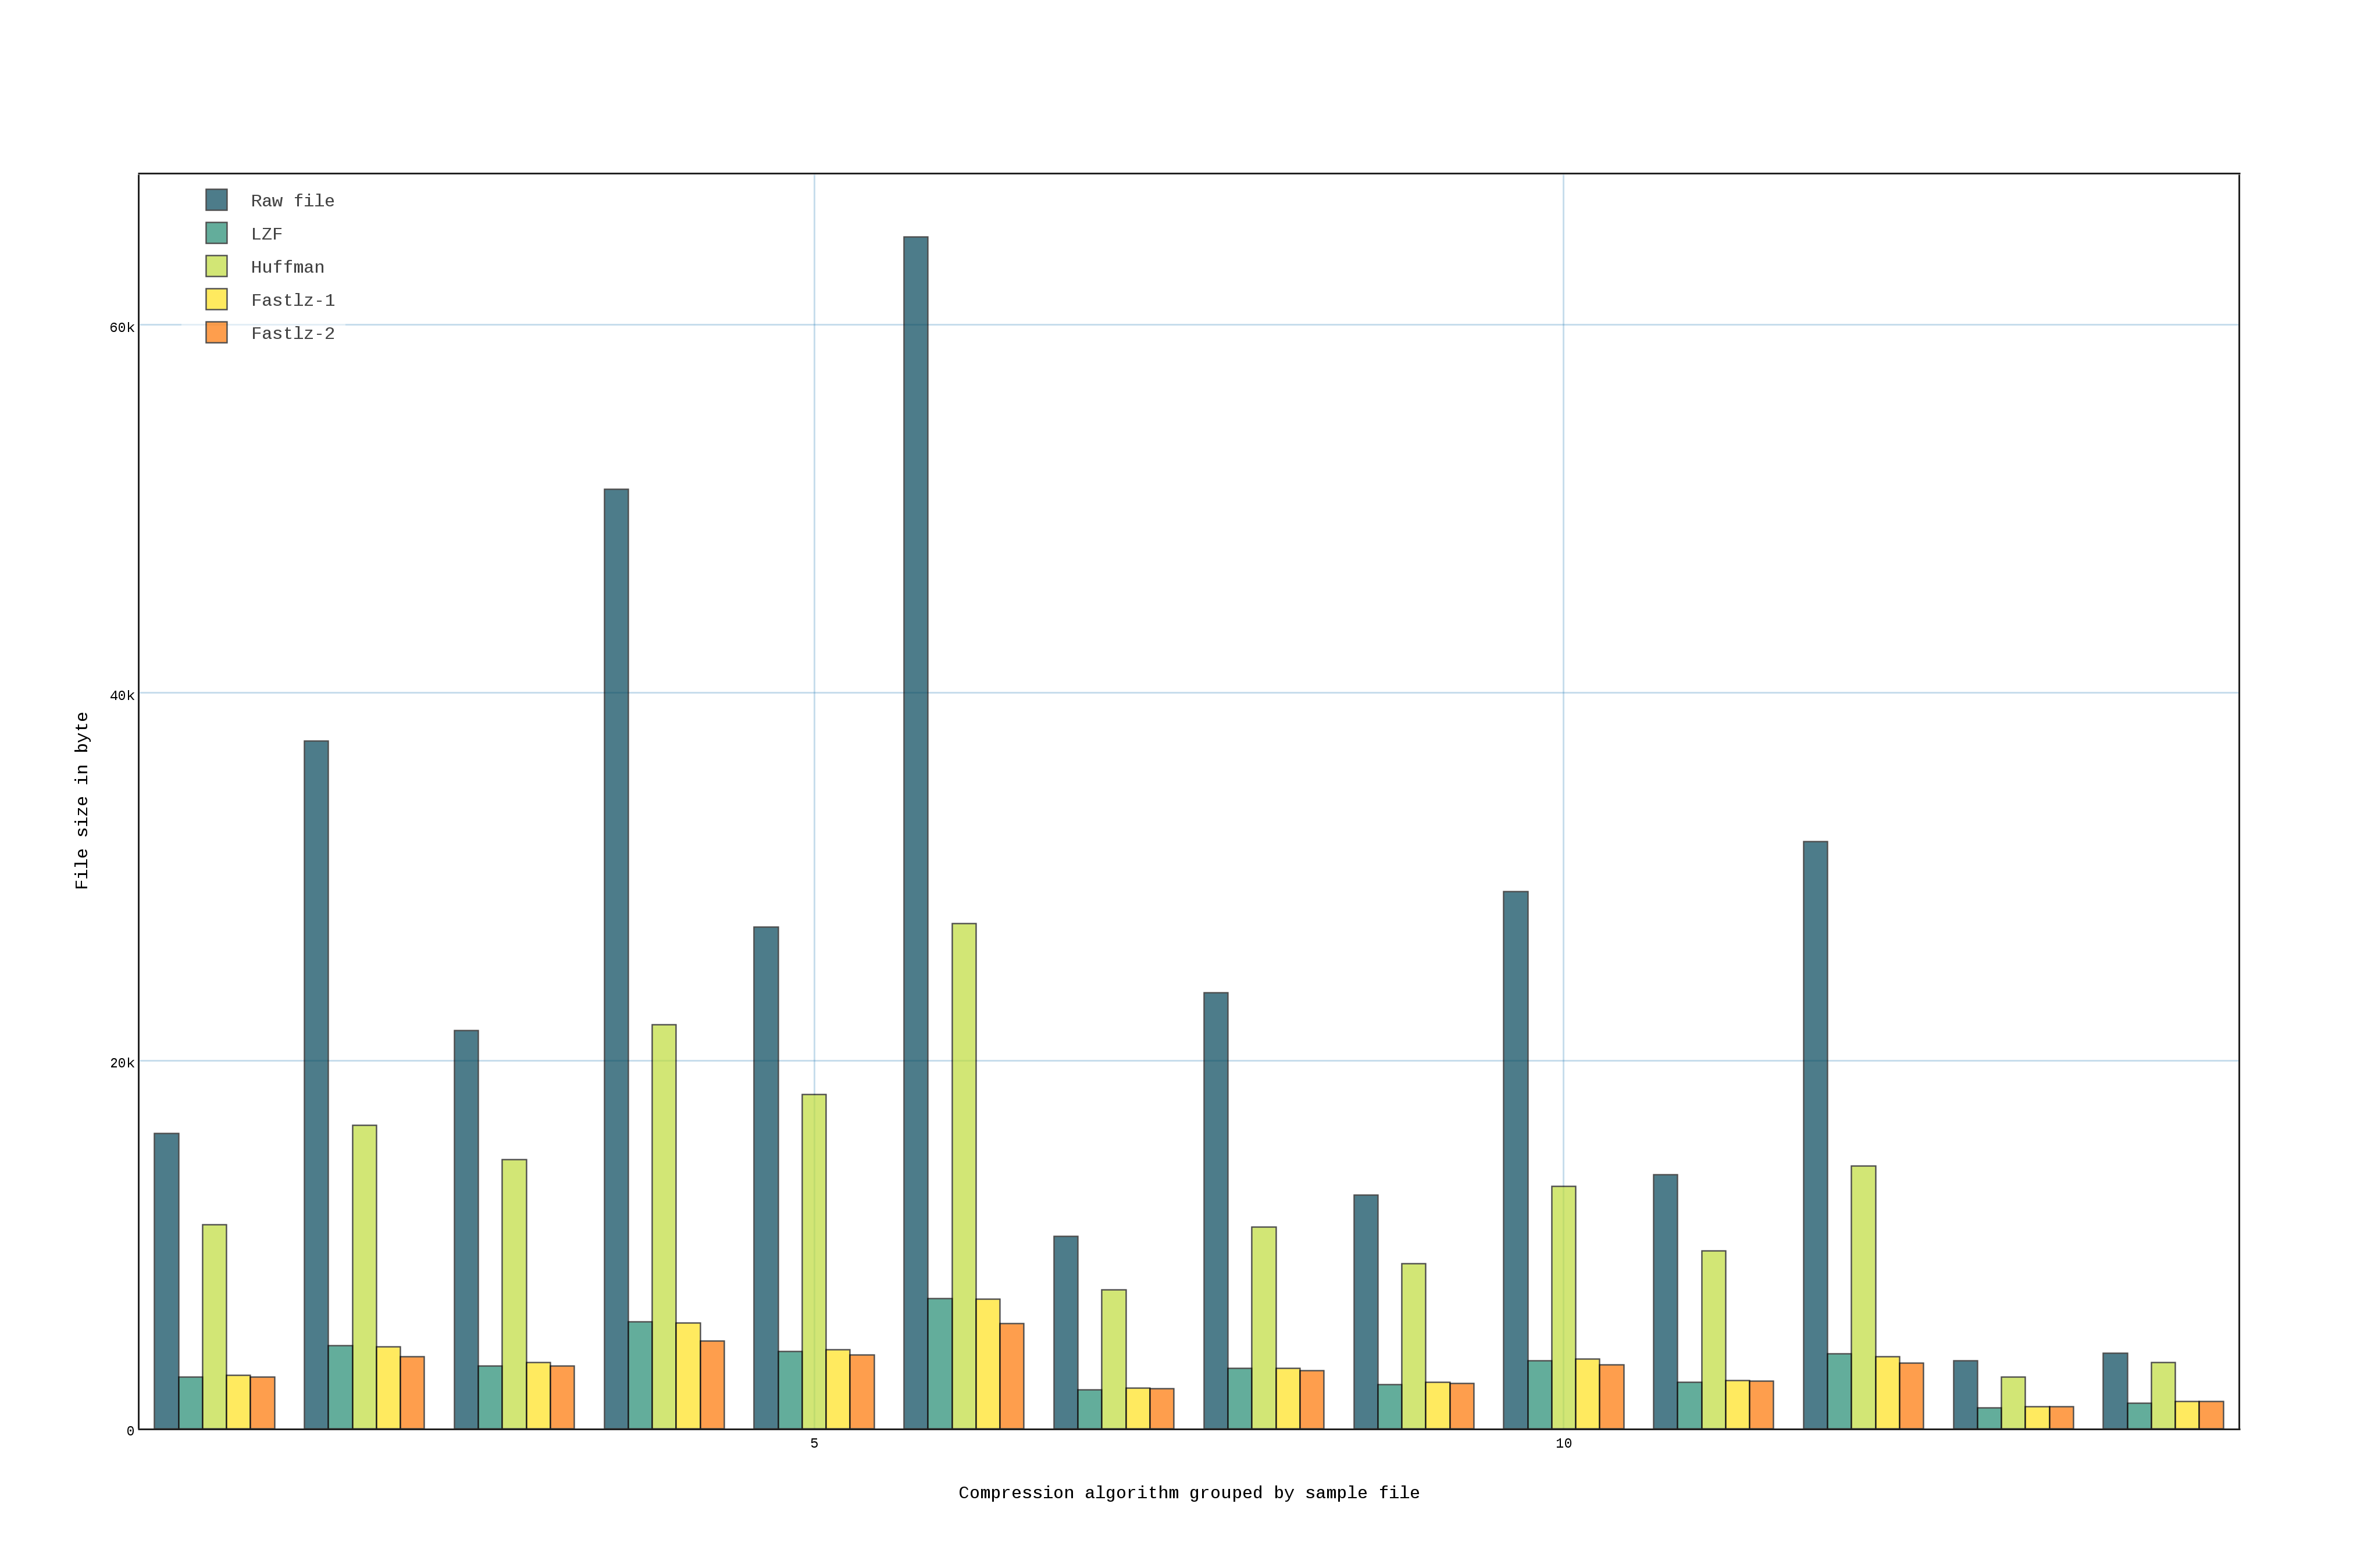 Raw file
LZF
Huffman
Fastlz-1
Fastlz-2
60k
40k
20k
0
File size in byte
5
10
Compression algorithm grouped by sample file